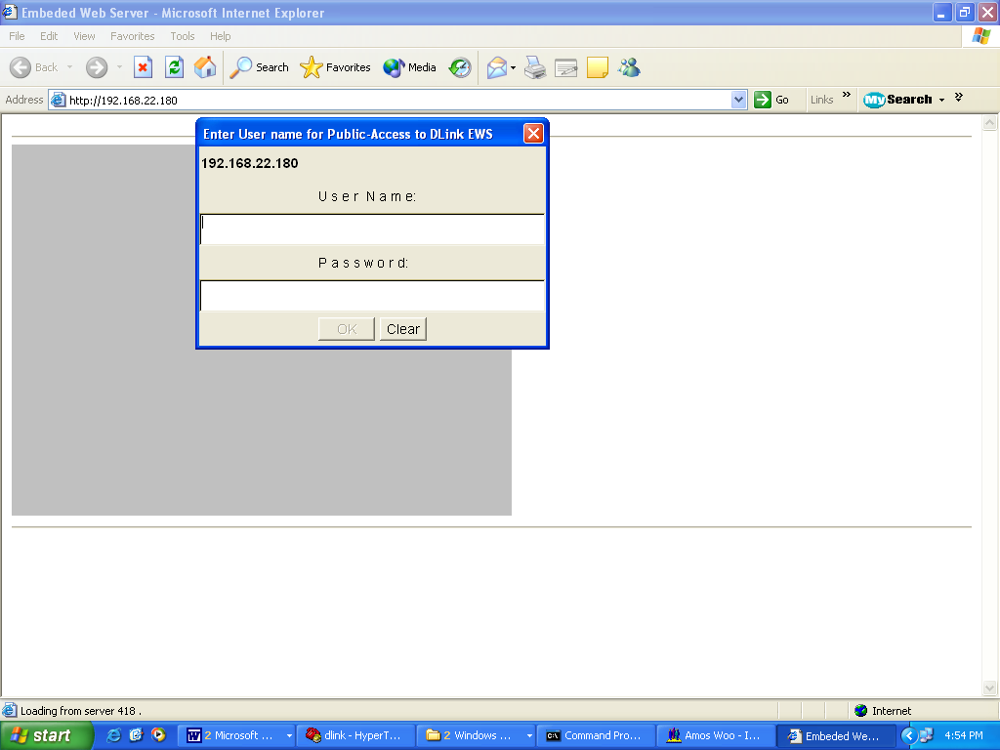 Embeded Web Server - Microsoft Internet Explorer
File Edit View Favorites Tools Help
Back Search Favorites Media
Address http://192.168.22.180 Go Links » My Search »
Enter User name for Public-Access to DLink EWS
192.168.22.180
User Name:
Password:
OK Clear
Loading from server 418 . Internet
start 2 Microsoft ... dlink - HyperT... 2 Windows ... Command Pro... Amos Woo - I... Embeded We... 4:54 PM